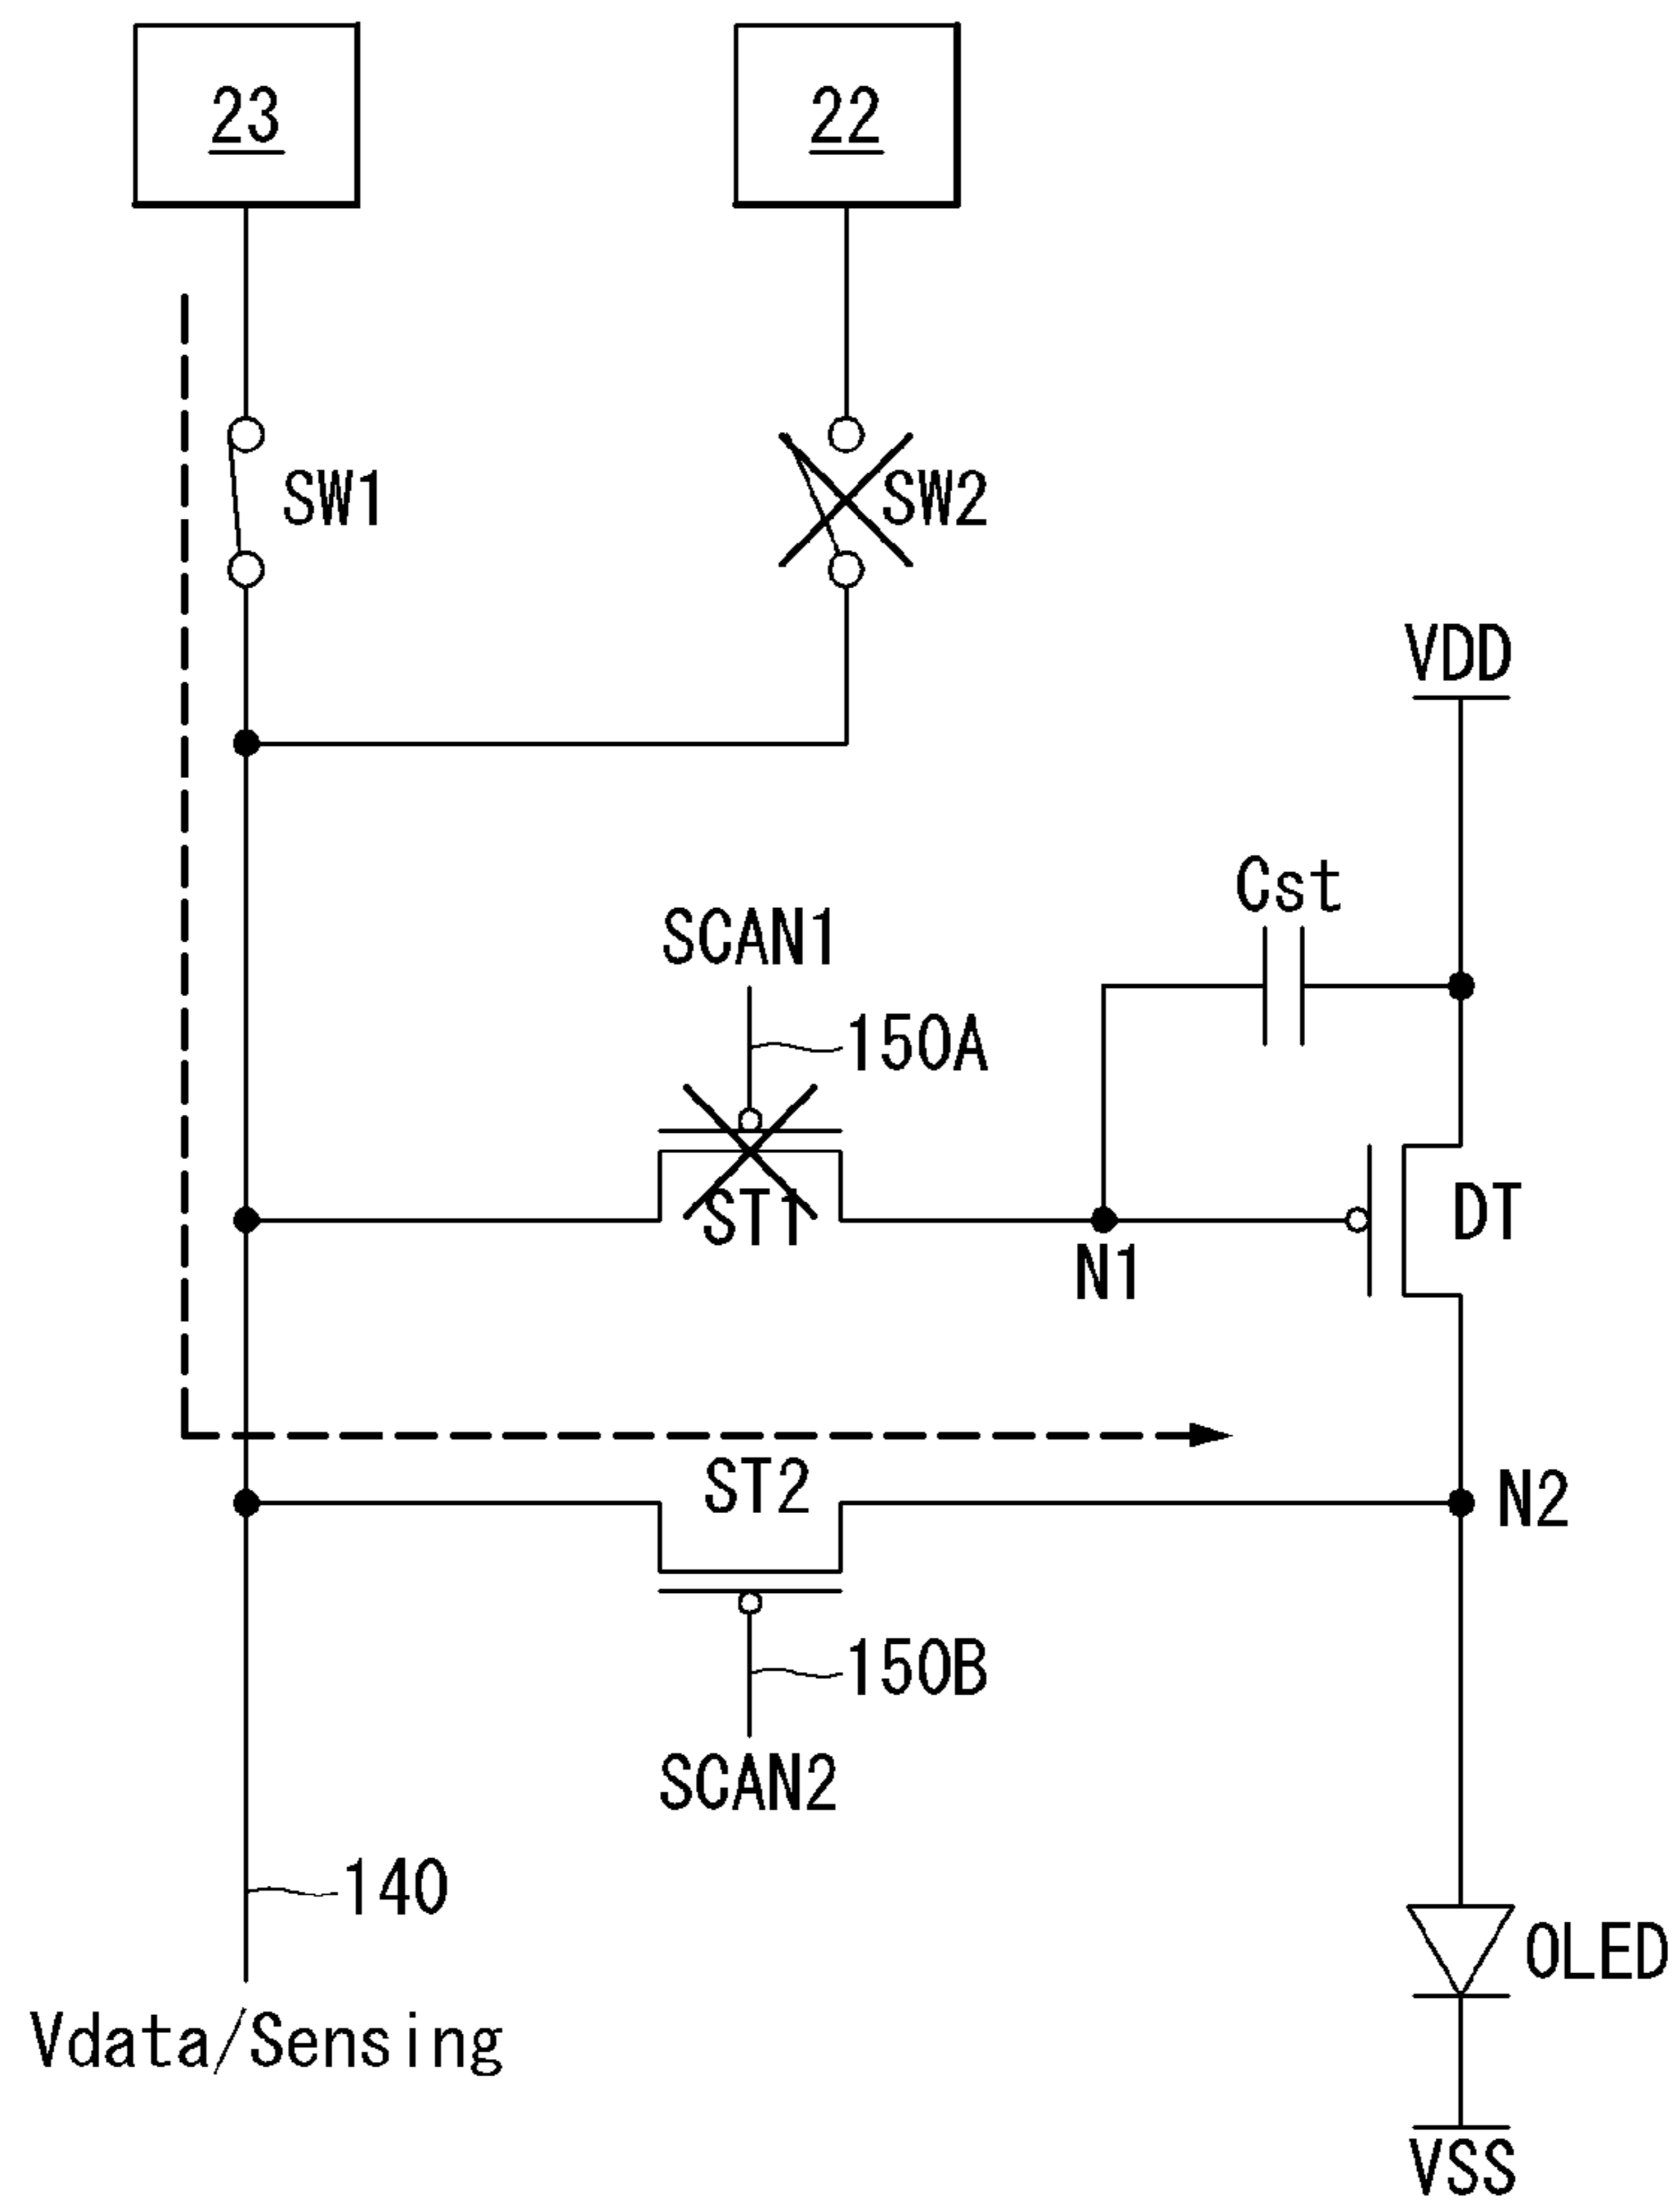 23
22
SW1
SW2
VDD
Cst
SCAN1
150A
ST1
DT
N1
ST2
N2
150B
SCAN2
140
OLED
Vdata/Sensing
VSS